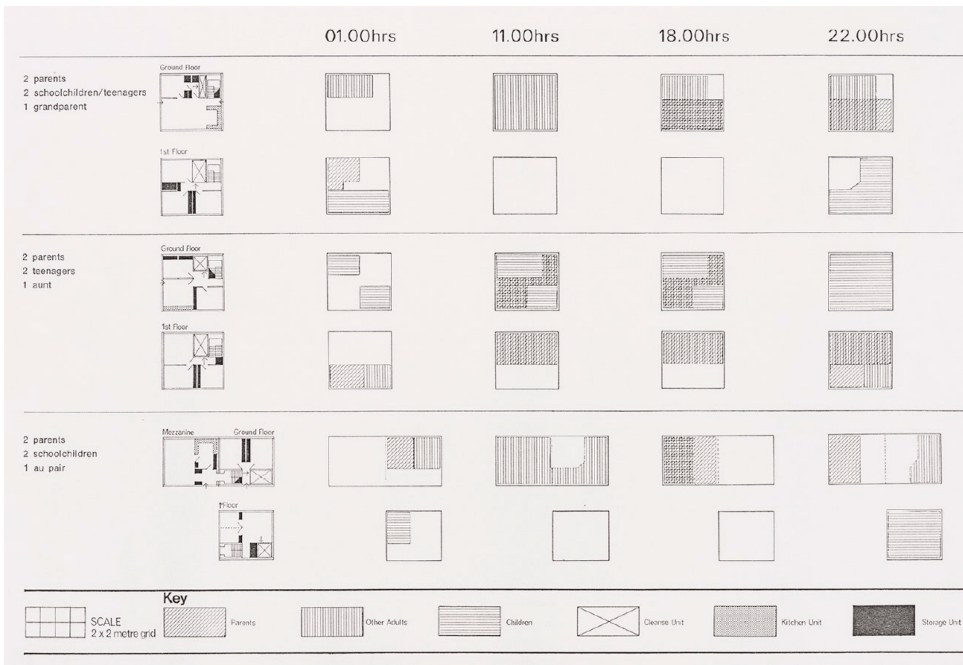 01.00hrs 11.00hrs 18.00hrs 22.00hrs
2 parents
2 schoolchildren/teenagers
1 grandparent
Ground Floor
1st Floor
2 parents
2 teenagers
1 aunt
Ground Floor
1st Floor
2 parents
2 schoolchildren
1 au pair
Mezzanine Ground Floor
1Floor
Key
SCALE
2 x 2 metre grid
Parents
Other Adults
Children
Cleanse Unit
Kitchen Unit
Storage Unit